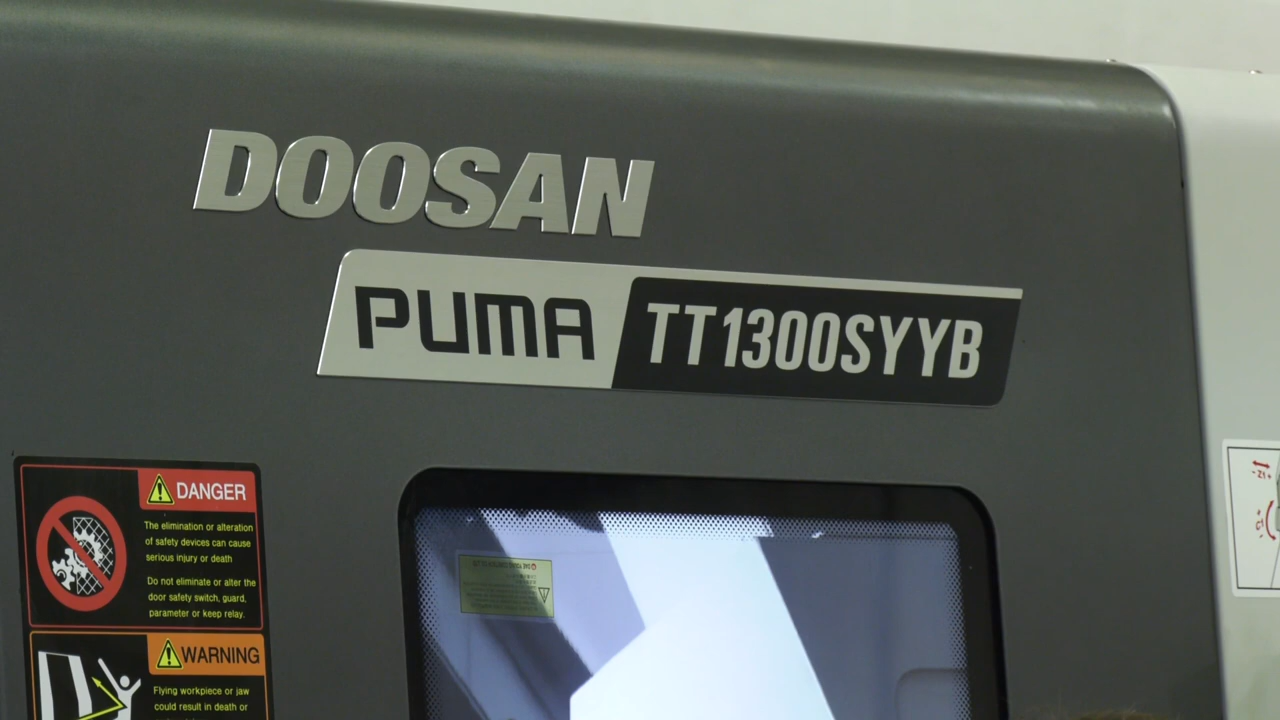 DOOSAN
PUMA TT1300SYYB
DANGER
The elimination or alteration
of safety devices can cause
serious injury or death
Do not eliminate or alter the
door safety switch, guard,
parameter or keep relay.
WARNING
Flying workpiece or jaw
could result in death or